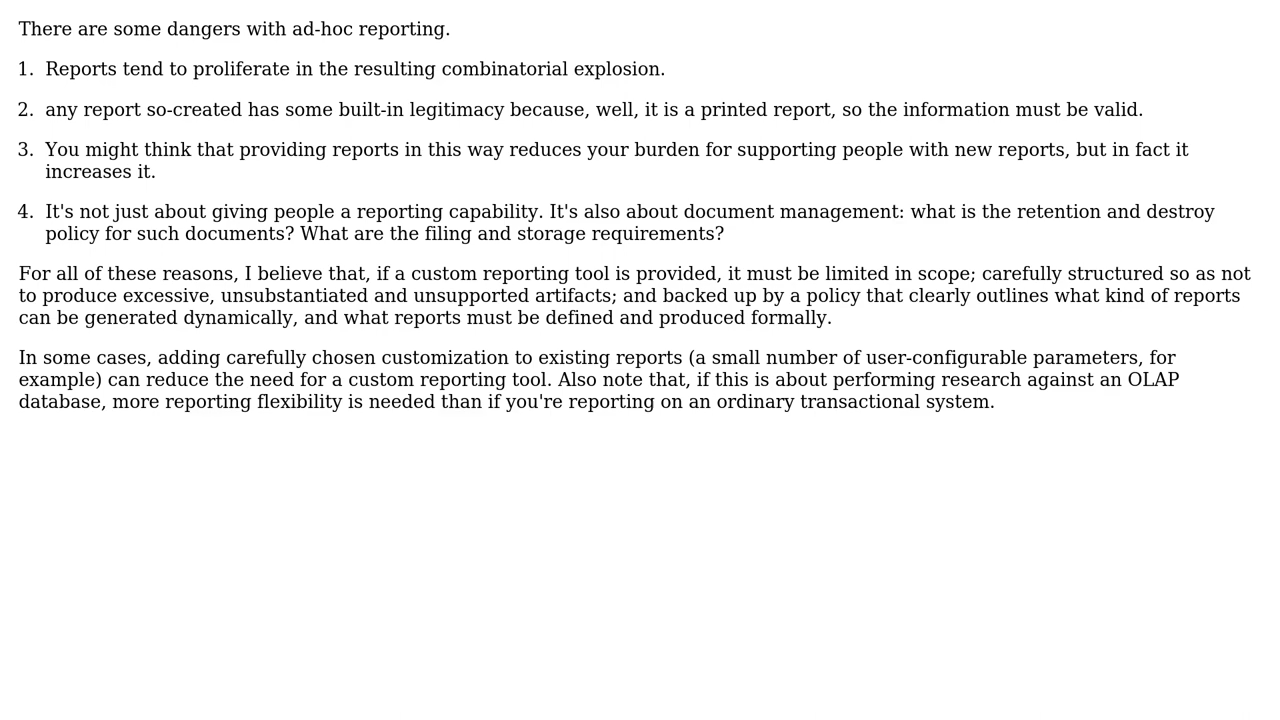 There are some dangers with ad-hoc reporting.
1. Reports tend to proliferate in the resulting combinatorial explosion.
2. any report so-created has some built-in legitimacy because, well, it is a printed report, so the information must be valid.
3. You might think that providing reports in this way reduces your burden for supporting people with new reports, but in fact it
increases it.
4. It's not just about giving people a reporting capability. It's also about document management: what is the retention and destroy
policy for such documents? What are the filing and storage requirements?
For all of these reasons, I believe that, if a custom reporting tool is provided, it must be limited in scope; carefully structured so as not
to produce excessive, unsubstantiated and unsupported artifacts; and backed up by a policy that clearly outlines what kind of reports
can be generated dynamically, and what reports must be defined and produced formally.
In some cases, adding carefully chosen customization to existing reports (a small number of user-configurable parameters, for
example) can reduce the need for a custom reporting tool. Also note that, if this is about performing research against an OLAP
database, more reporting flexibility is needed than if you're reporting on an ordinary transactional system.